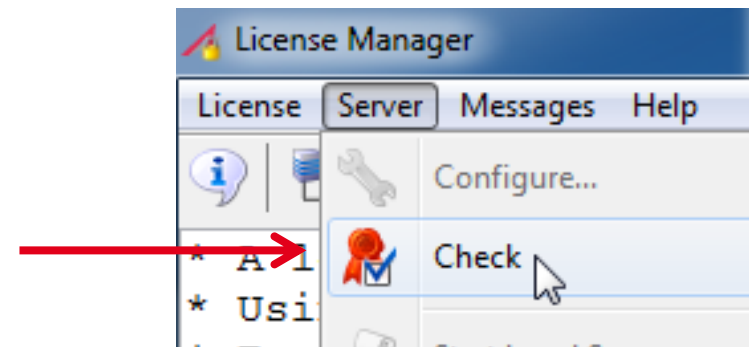 License Manager
License Server Messages Help
Configure...
* A l
Check
* Usi